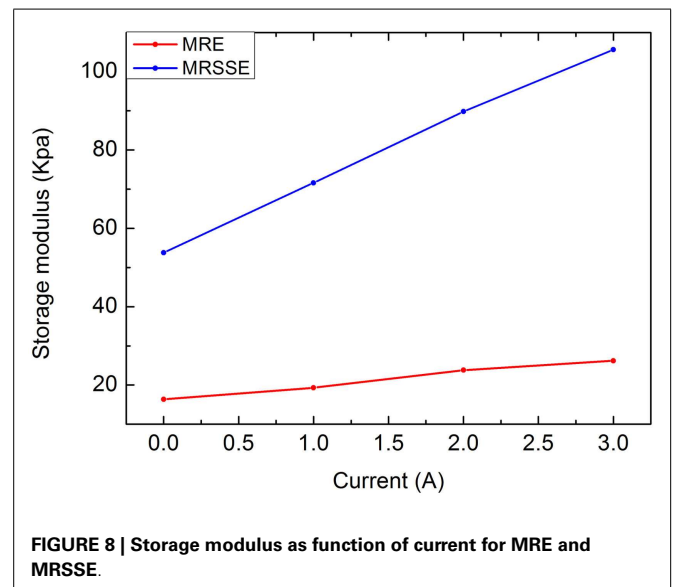 MRE
MRSSE
100
80
60
40
20
Storage modulus (Kpa)
0.0 0.5 1.0 1.5 2.0 2.5 3.0
Current (A)
FIGURE 8 | Storage modulus as function of current for MRE and
MRSSE.